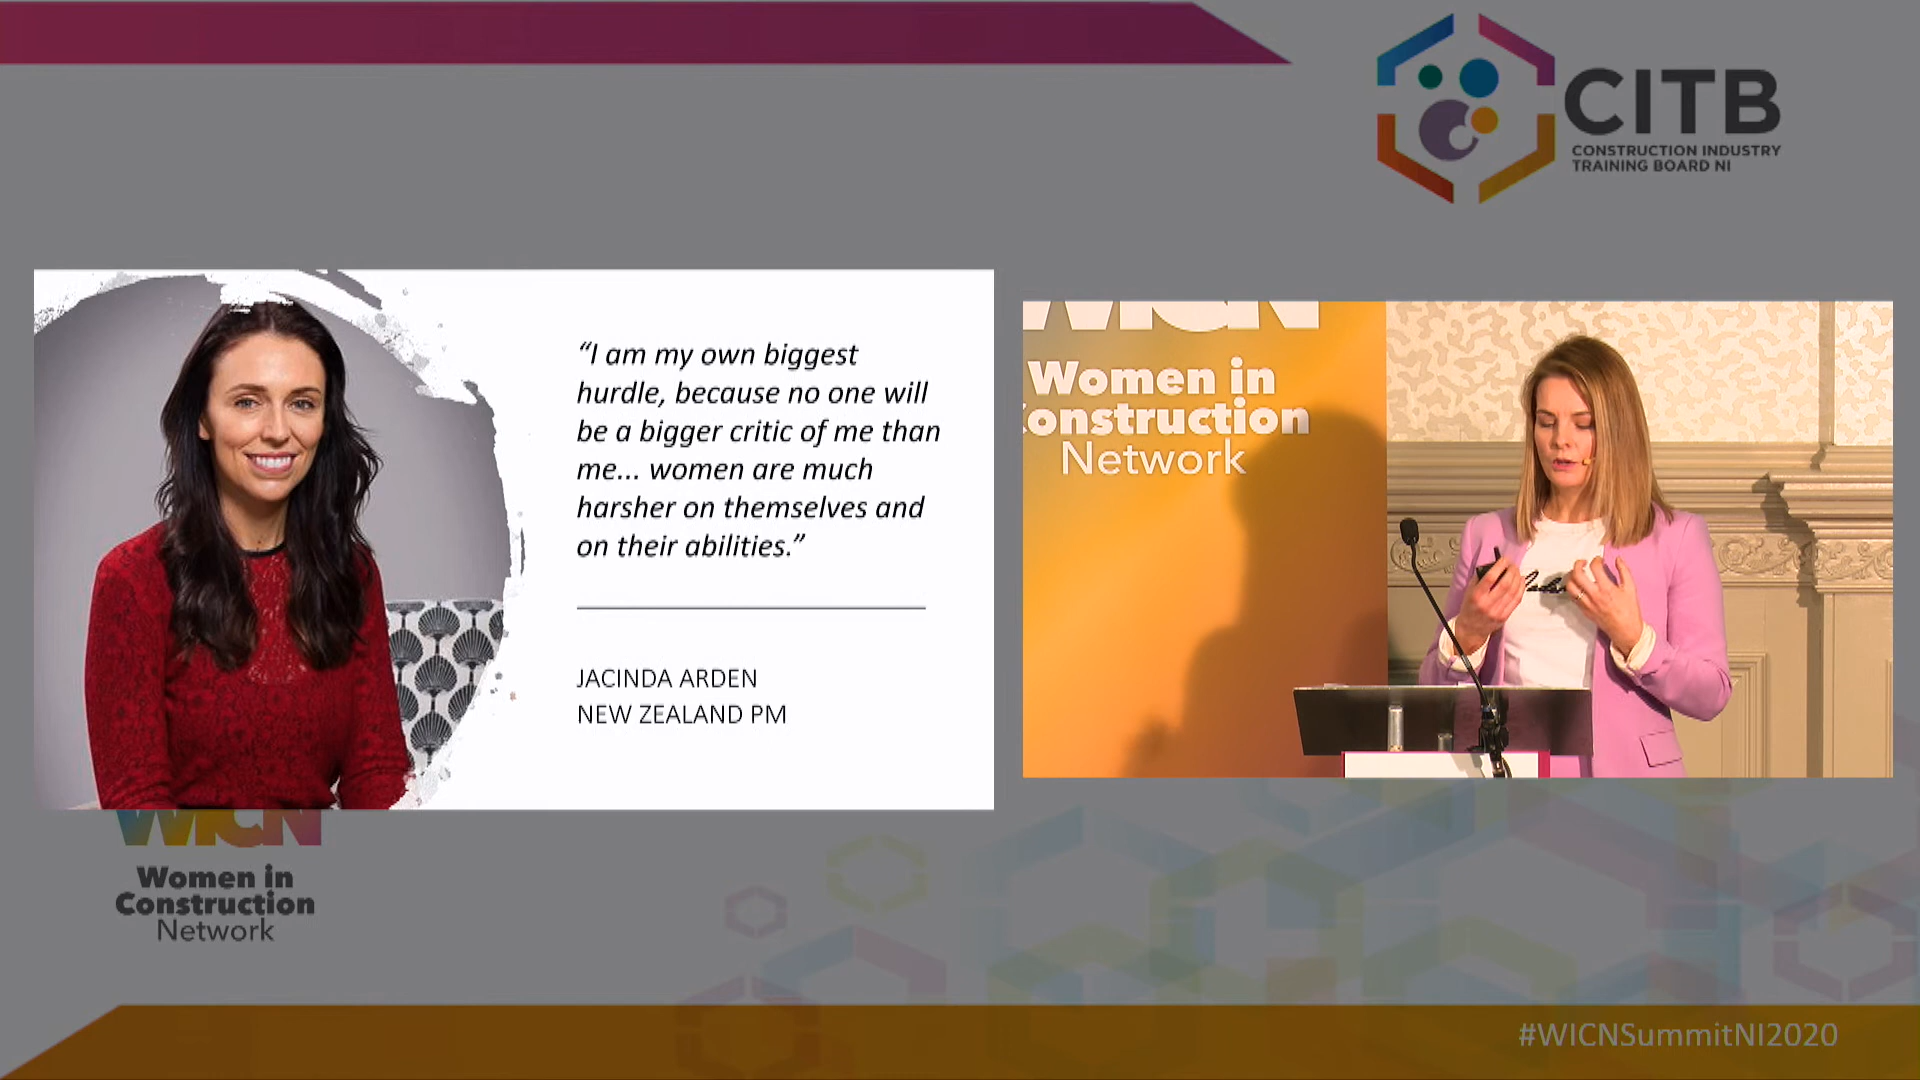 CITB
CONSTRUCTION INDUSTRY
TRAINING BOARD NI
“I am my own biggest
hurdle, because no one will
be a bigger critic of me than
me... women are much
harsher on themselves and
on their abilities.”
JACINDA ARDEN
NEW ZEALAND PM
WICN
Women in
Construction
Network
WICN
Women in
onstruction
Network
#WICNSummitNI2020